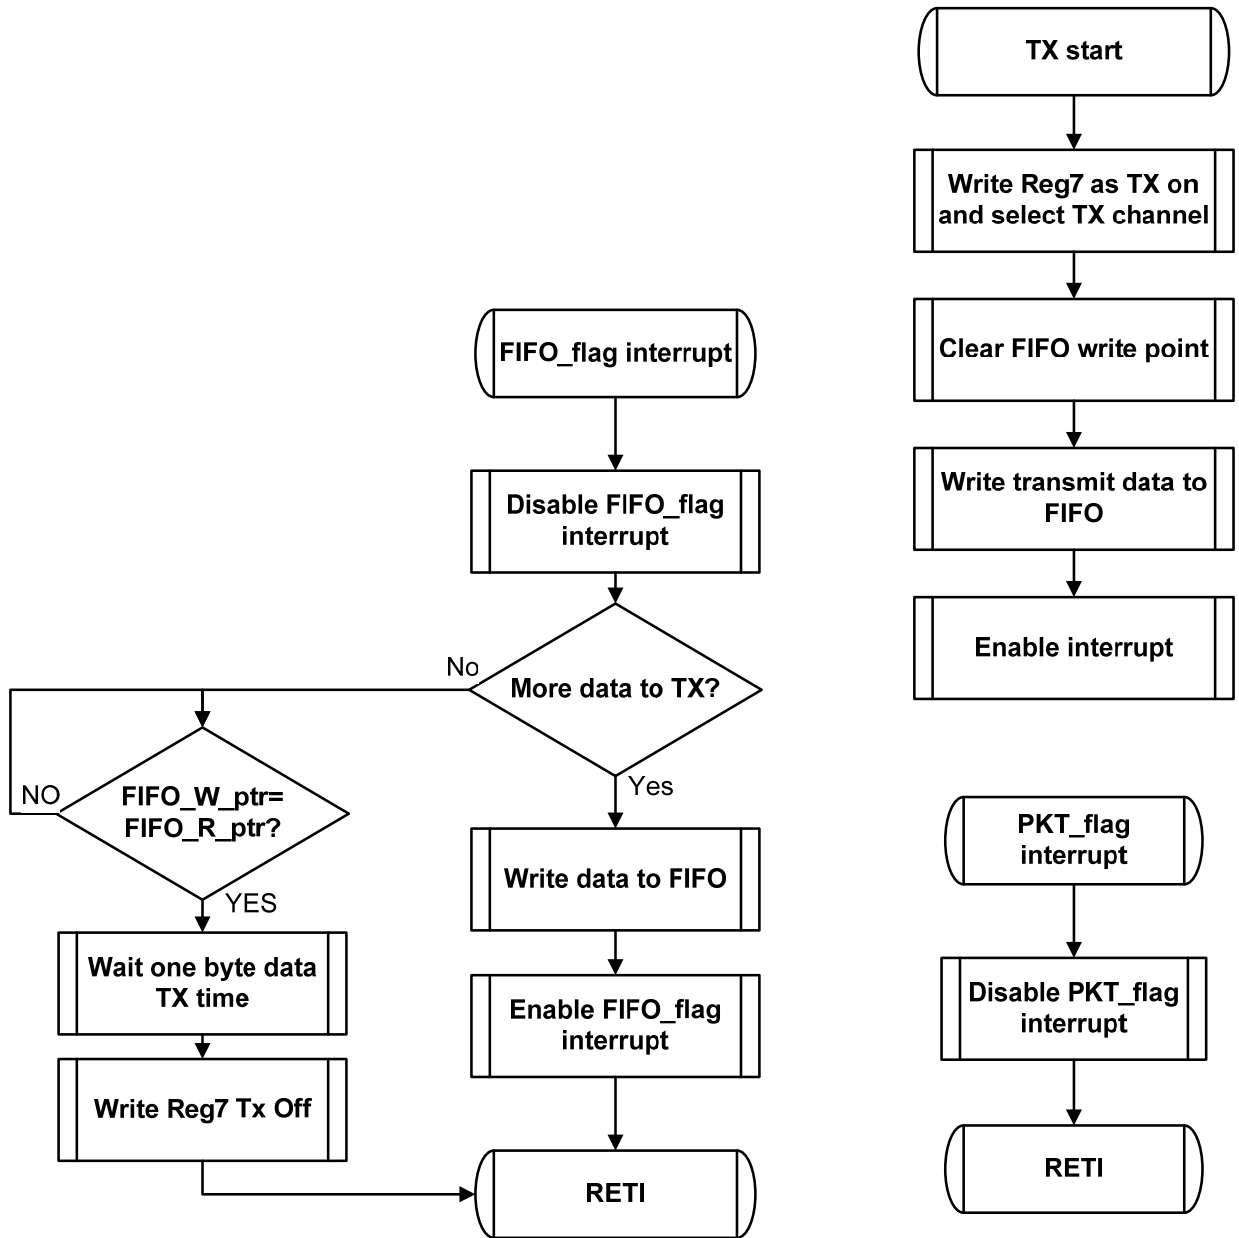 TX start
Write Reg7 as TX on
and select TX channel
Clear FIFO write point
Write transmit data to
FIFO
Enable interrupt
FIFO_flag interrupt
Disable FIFO_flag
interrupt
More data to TX?
No
Yes
FIFO_W_ptr=
FIFO_R_ptr?
NO
YES
Wait one byte data
TX time
Write Reg7 Tx Off
Write data to FIFO
Enable FIFO_flag
interrupt
RETI
PKT_flag
interrupt
Disable PKT_flag
interrupt
RETI